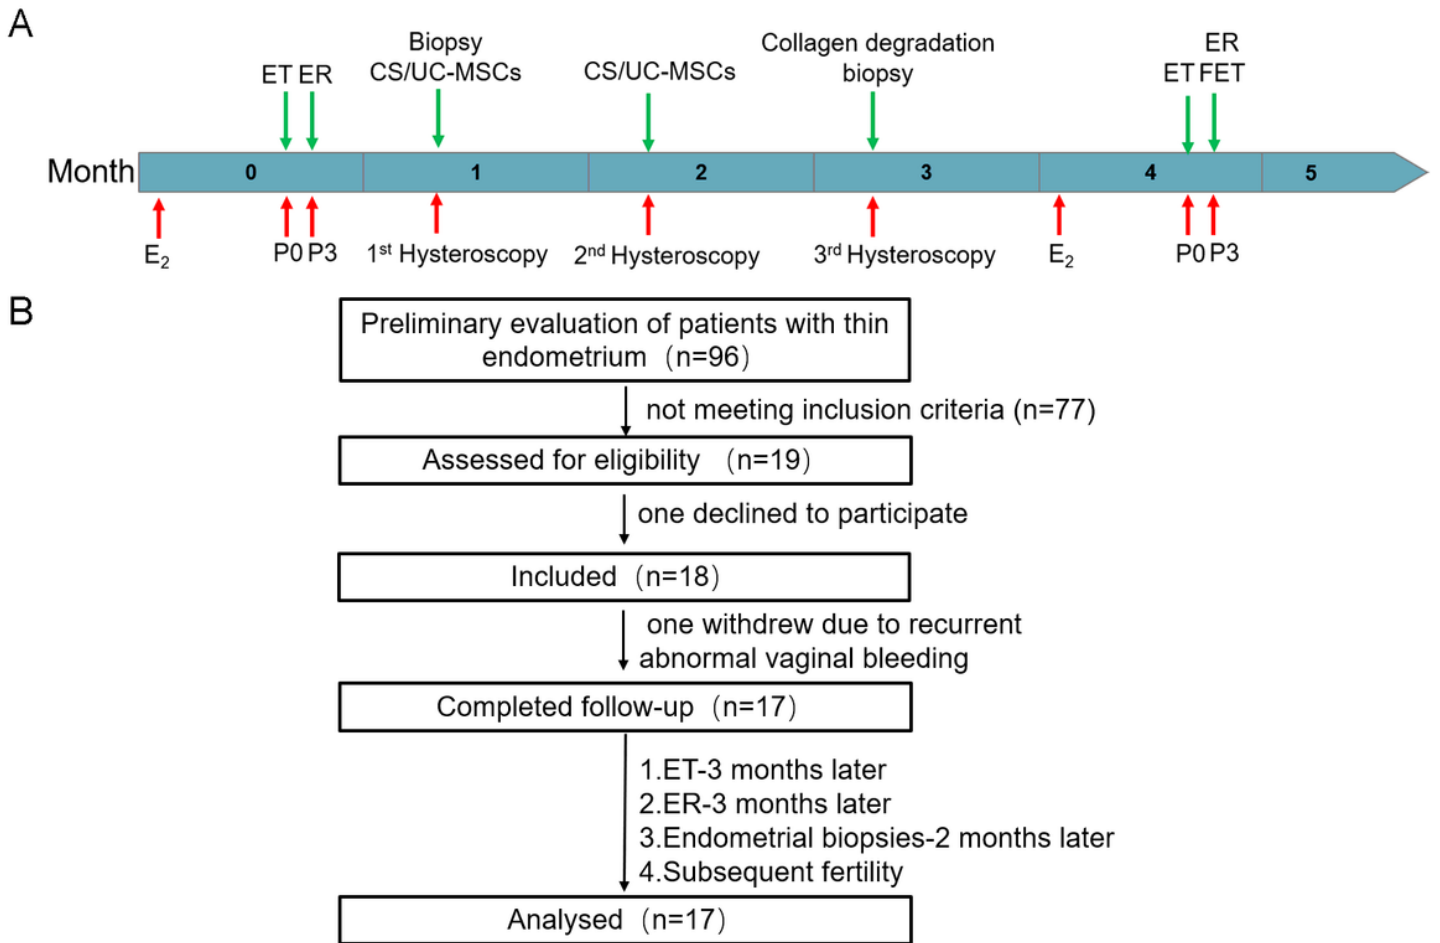 A
Biopsy
Collagen degradation
ER
ET ER
CS/UC-MSCs
CS/UC-MSCs
biopsy
ET FET
Month 0 1 2 3 4 5
E₂ P0 P3 1st Hysteroscopy 2nd Hysteroscopy 3rd Hysteroscopy E₂ P0 P3
B
Preliminary evaluation of patients with thin
endometrium（n=96）
not meeting inclusion criteria (n=77)
Assessed for eligibility （n=19）
one declined to participate
Included（n=18）
one withdrew due to recurrent
abnormal vaginal bleeding
Completed follow-up（n=17）
1.ET-3 months later
2.ER-3 months later
3.Endometrial biopsies-2 months later
4.Subsequent fertility
Analysed（n=17）